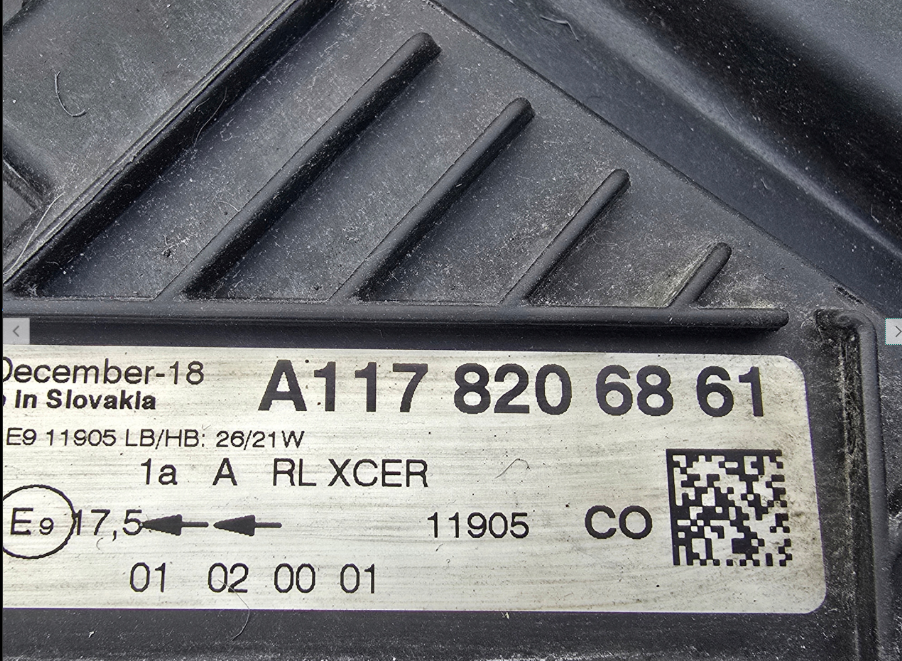 December-18
A117 820 68 61
in Slovakia
E9 11905 LB/HB: 26/21W
1a A RL XCER
E9 17,5 11905 CO
01 02 00 01